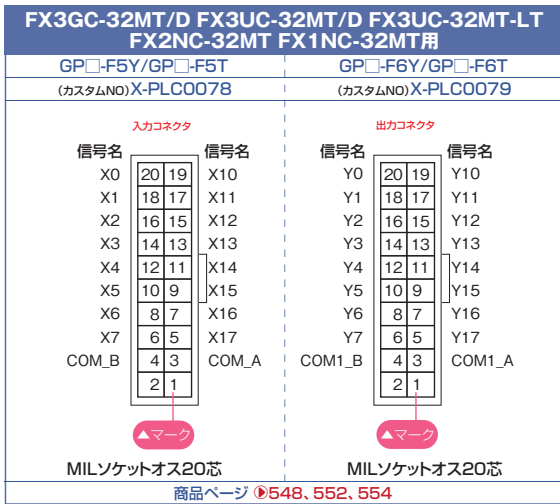 FX3GC-32MT/D FX3UC-32MT/D FX3UC-32MT-LT
FX2NC-32MT FX1NC-32MT用
GP□-F5Y/GP□-F5T
(カスタムNO)X-PLC0078
入力コネクタ
信号名 信号名
X0 20 19 X10
X1 18 17 X11
X2 16 15 X12
X3 14 13 X13
X4 12 11 X14
X5 10 9 X15
X6 8 7 X16
X7 6 5 X17
COM_B 4 3 COM_A
2 1
▲マーク
MILソケットオス20芯
GP□-F6Y/GP□-F6T
(カスタムNO)X-PLC0079
出力コネクタ
信号名 信号名
Y0 20 19 Y10
Y1 18 17 Y11
Y2 16 15 Y12
Y3 14 13 Y13
Y4 12 11 Y14
Y5 10 9 Y15
Y6 8 7 Y16
Y7 6 5 Y17
COM1_B 4 3 COM1_A
2 1
▲マーク
MILソケットオス20芯
商品ページ 548、552、554